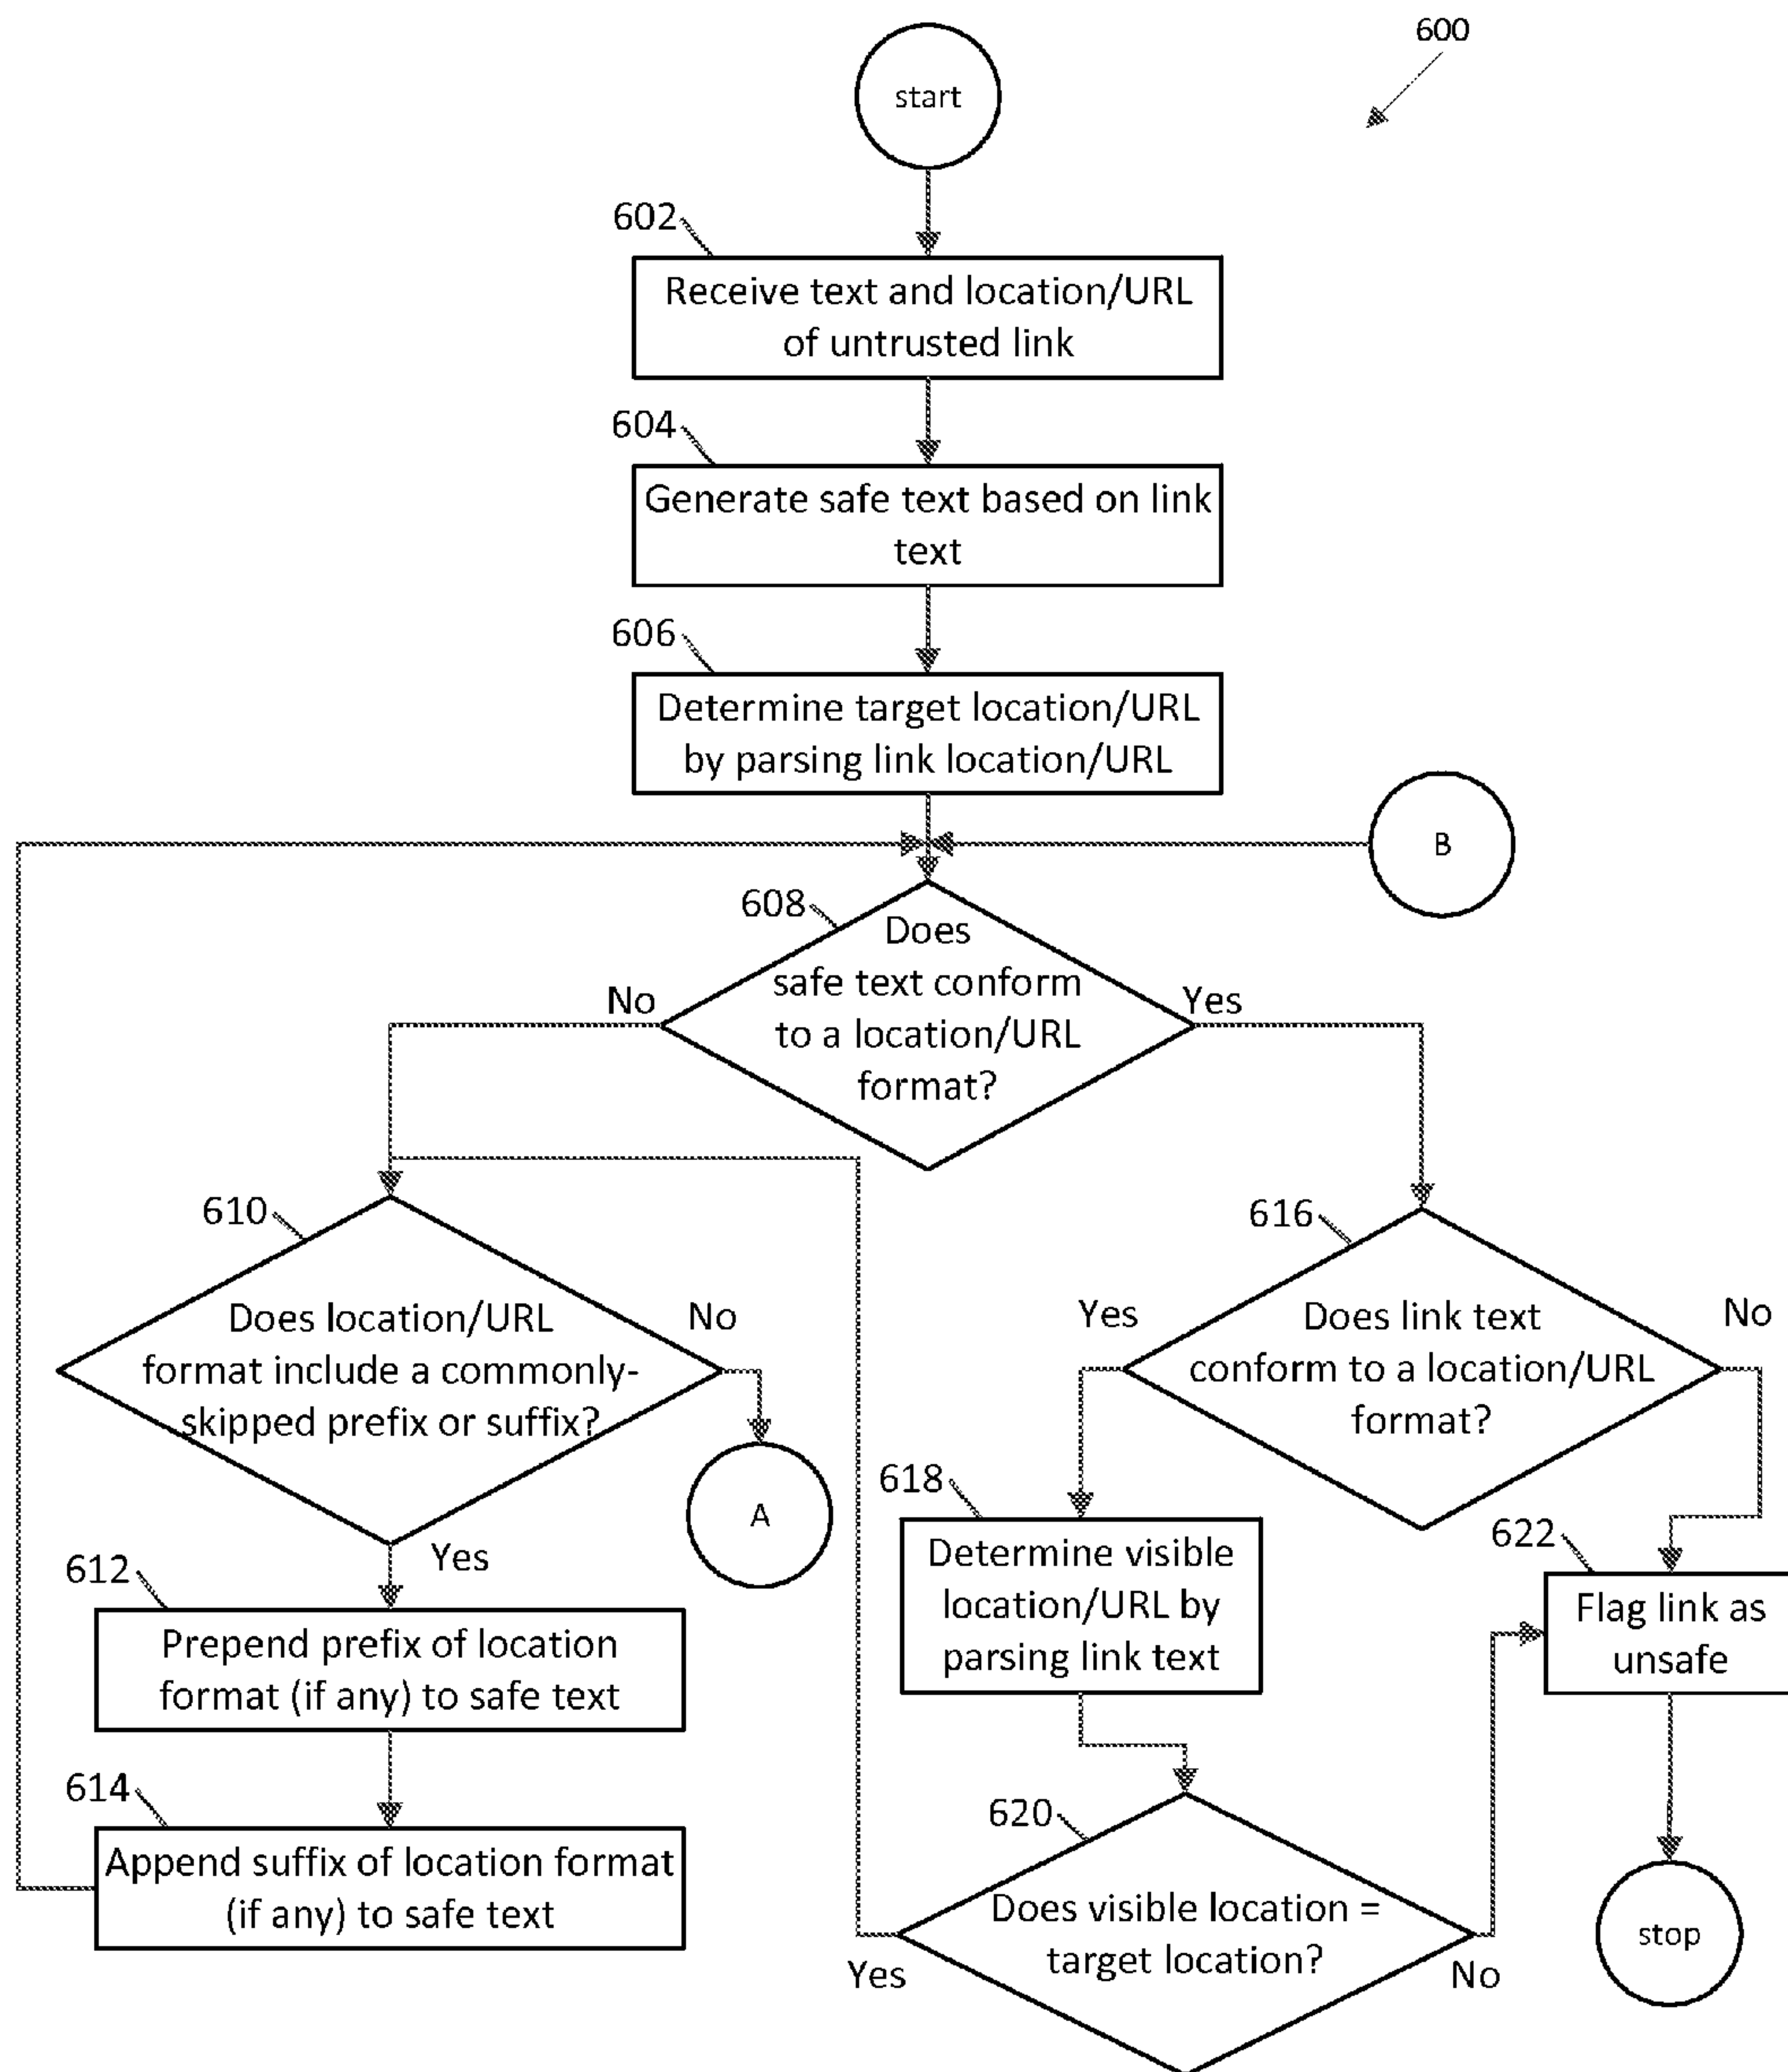 600
start
602
Receive text and location/URL
of untrusted link
604
Generate safe text based on link
text
606
Determine target location/URL
by parsing link location/URL
B
608
Does
safe text conform
to a location/URL
format?
No
Yes
610
Does location/URL
format include a commonly-
skipped prefix or suffix?
No
Yes
A
616
Does link text
conform to a location/URL
format?
Yes
No
612
Prepend prefix of location
format (if any) to safe text
614
Append suffix of location format
(if any) to safe text
618
Determine visible
location/URL by
parsing link text
622
Flag link as
unsafe
620
Does visible location =
target location?
Yes
No
stop